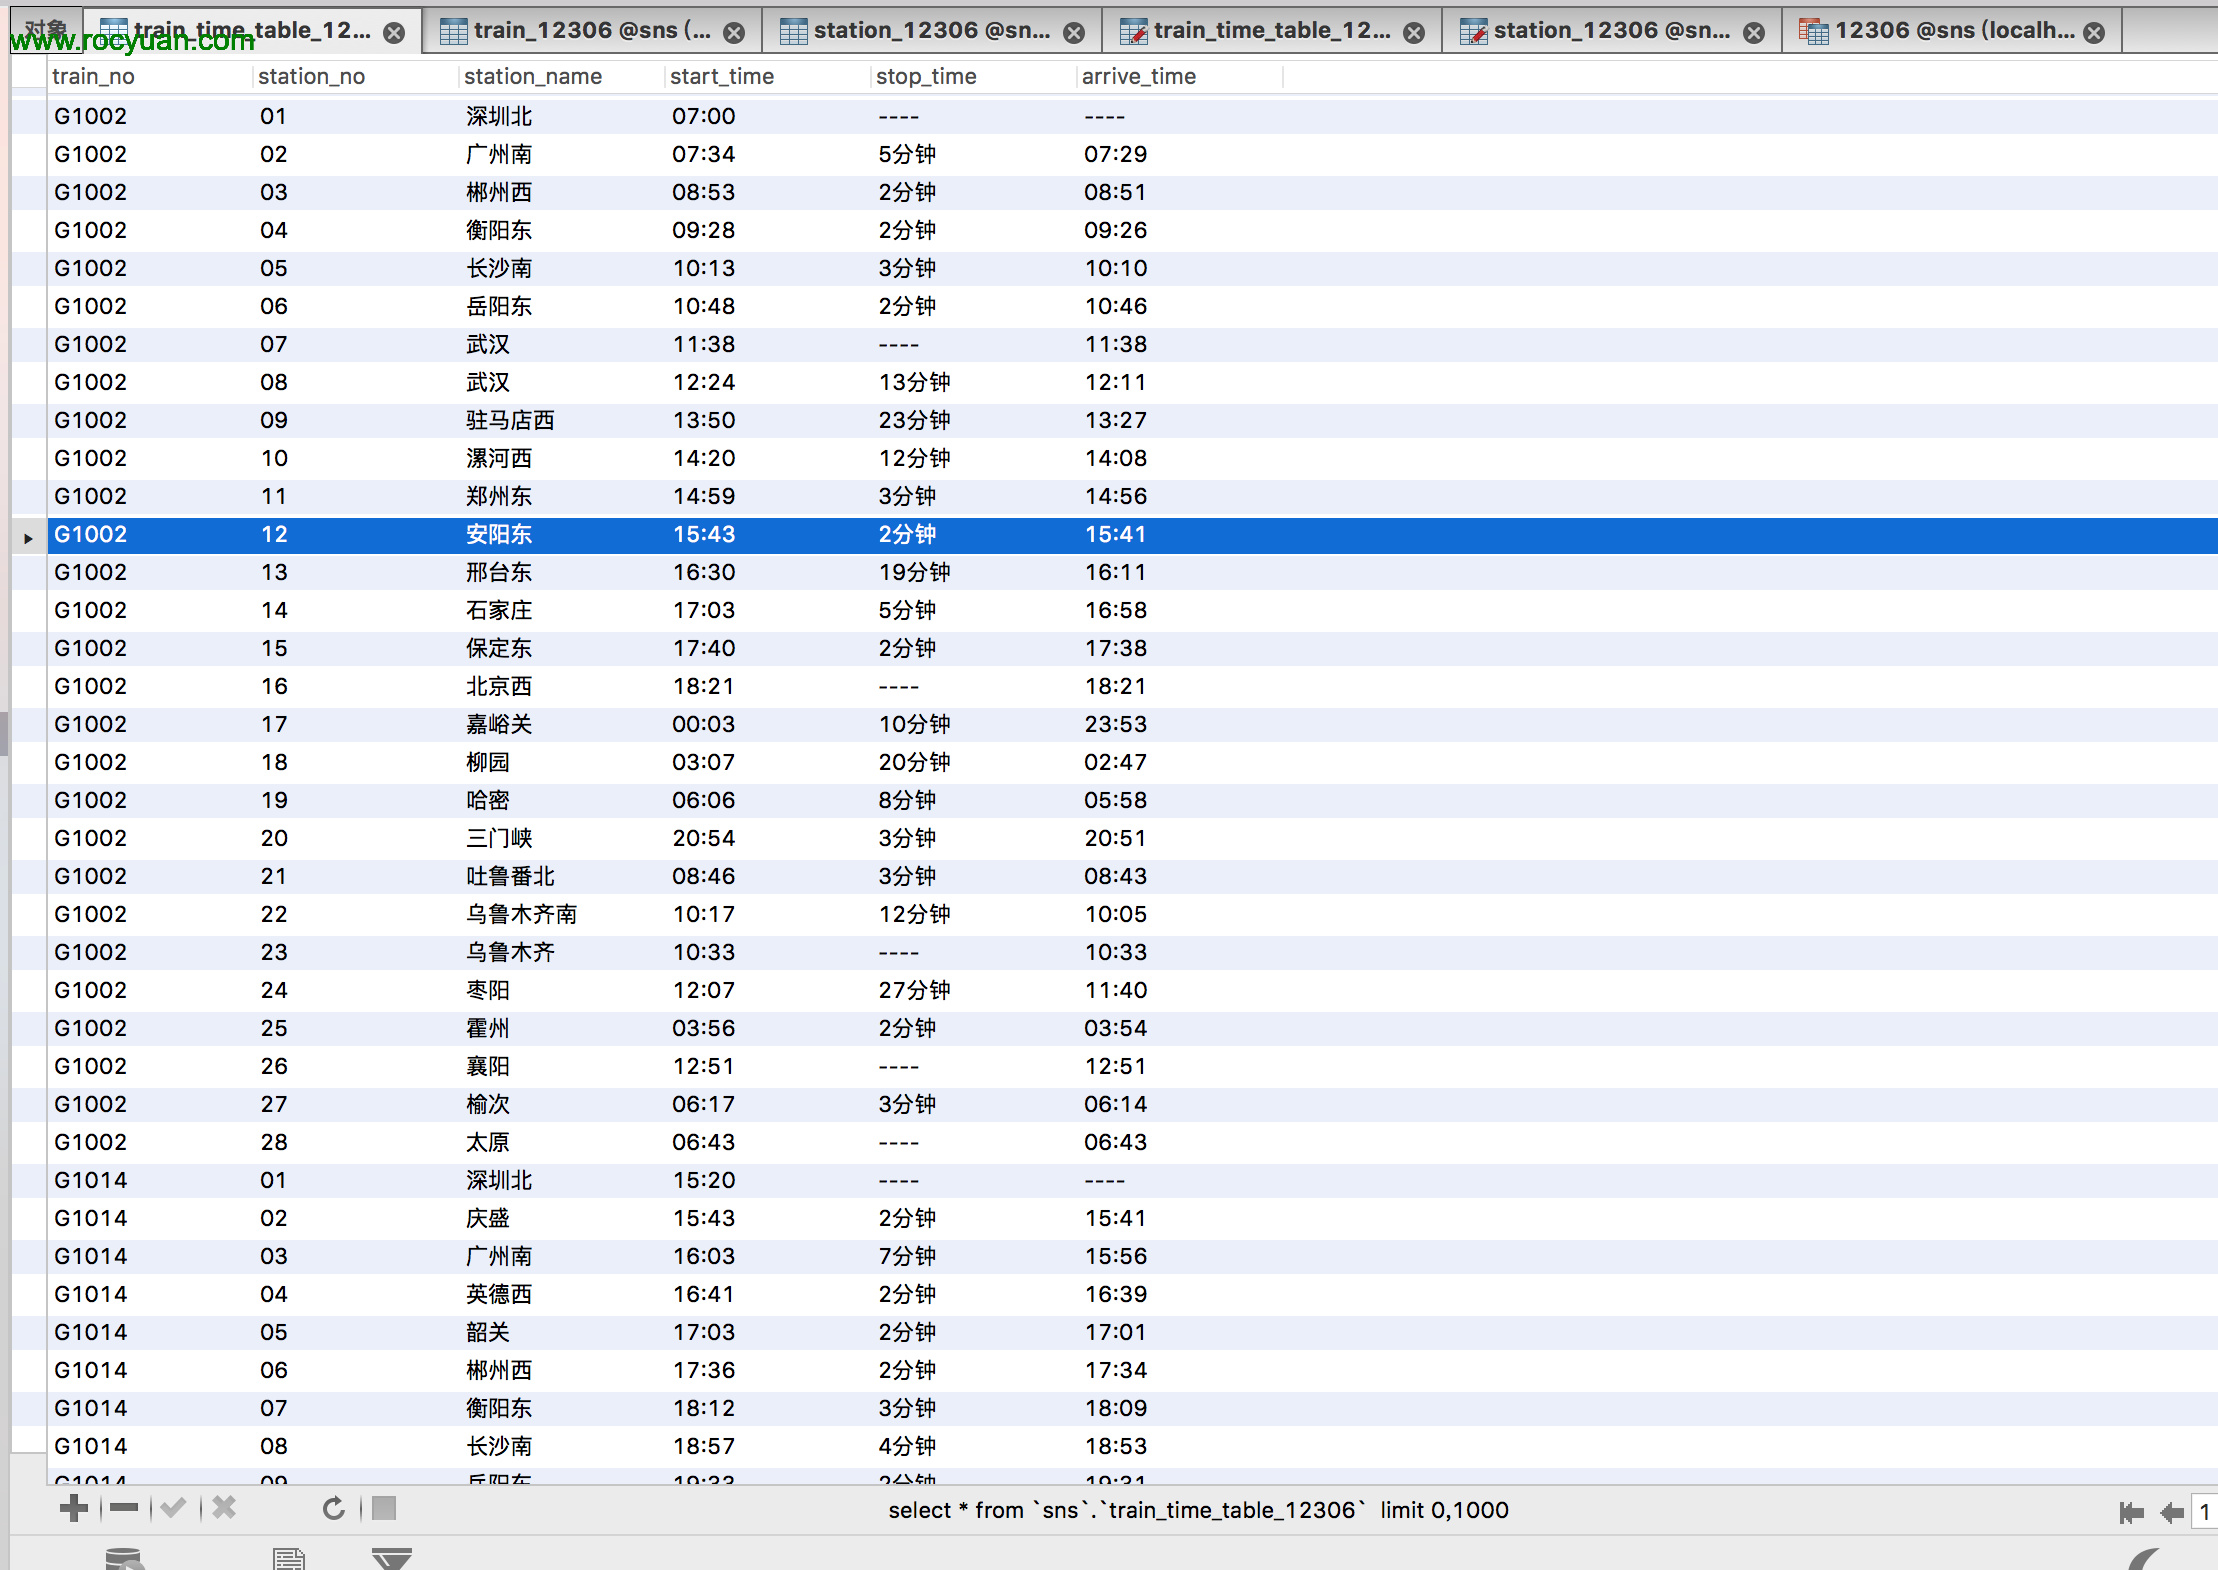 对象 train_time_table_12... train_12306 @sns (... station_12306 @sn... train_time_table_12... station_12306 @sn... 12306 @sns (localh...
www.rocyuan.com
train_no station_no station_name start_time stop_time arrive_time
G1002 01 深圳北 07:00 ---- ----
G1002 02 广州南 07:34 5分钟 07:29
G1002 03 郴州西 08:53 2分钟 08:51
G1002 04 衡阳东 09:28 2分钟 09:26
G1002 05 长沙南 10:13 3分钟 10:10
G1002 06 岳阳东 10:48 2分钟 10:46
G1002 07 武汉 11:38 ---- 11:38
G1002 08 武汉 12:24 13分钟 12:11
G1002 09 驻马店西 13:50 23分钟 13:27
G1002 10 漯河西 14:20 12分钟 14:08
G1002 11 郑州东 14:59 3分钟 14:56
G1002 12 安阳东 15:43 2分钟 15:41
G1002 13 邢台东 16:30 19分钟 16:11
G1002 14 石家庄 17:03 5分钟 16:58
G1002 15 保定东 17:40 2分钟 17:38
G1002 16 北京西 18:21 ---- 18:21
G1002 17 嘉峪关 00:03 10分钟 23:53
G1002 18 柳园 03:07 20分钟 02:47
G1002 19 哈密 06:06 8分钟 05:58
G1002 20 三门峡 20:54 3分钟 20:51
G1002 21 吐鲁番北 08:46 3分钟 08:43
G1002 22 乌鲁木齐南 10:17 12分钟 10:05
G1002 23 乌鲁木齐 10:33 ---- 10:33
G1002 24 枣阳 12:07 27分钟 11:40
G1002 25 霍州 03:56 2分钟 03:54
G1002 26 襄阳 12:51 ---- 12:51
G1002 27 榆次 06:17 3分钟 06:14
G1002 28 太原 06:43 ---- 06:43
G1014 01 深圳北 15:20 ---- ----
G1014 02 庆盛 15:43 2分钟 15:41
G1014 03 广州南 16:03 7分钟 15:56
G1014 04 英德西 16:41 2分钟 16:39
G1014 05 韶关 17:03 2分钟 17:01
G1014 06 郴州西 17:36 2分钟 17:34
G1014 07 衡阳东 18:12 3分钟 18:09
G1014 08 长沙南 18:57 4分钟 18:53
G1014 09 岳阳东 19:33 2分钟 19:31
select * from `sns`.`train_time_table_12306` limit 0,1000 1